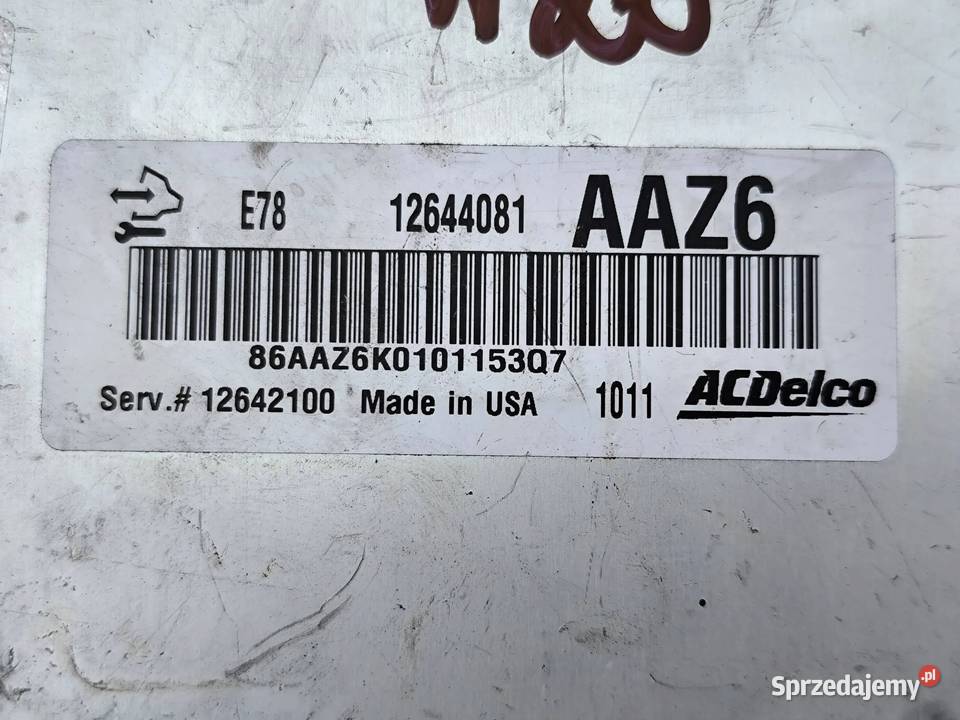 E78 12644081 AAZ6
86AAZ6K0101153Q7
Serv.# 12642100 Made in USA 1011 ACDelco
Sprzedajemy.pl